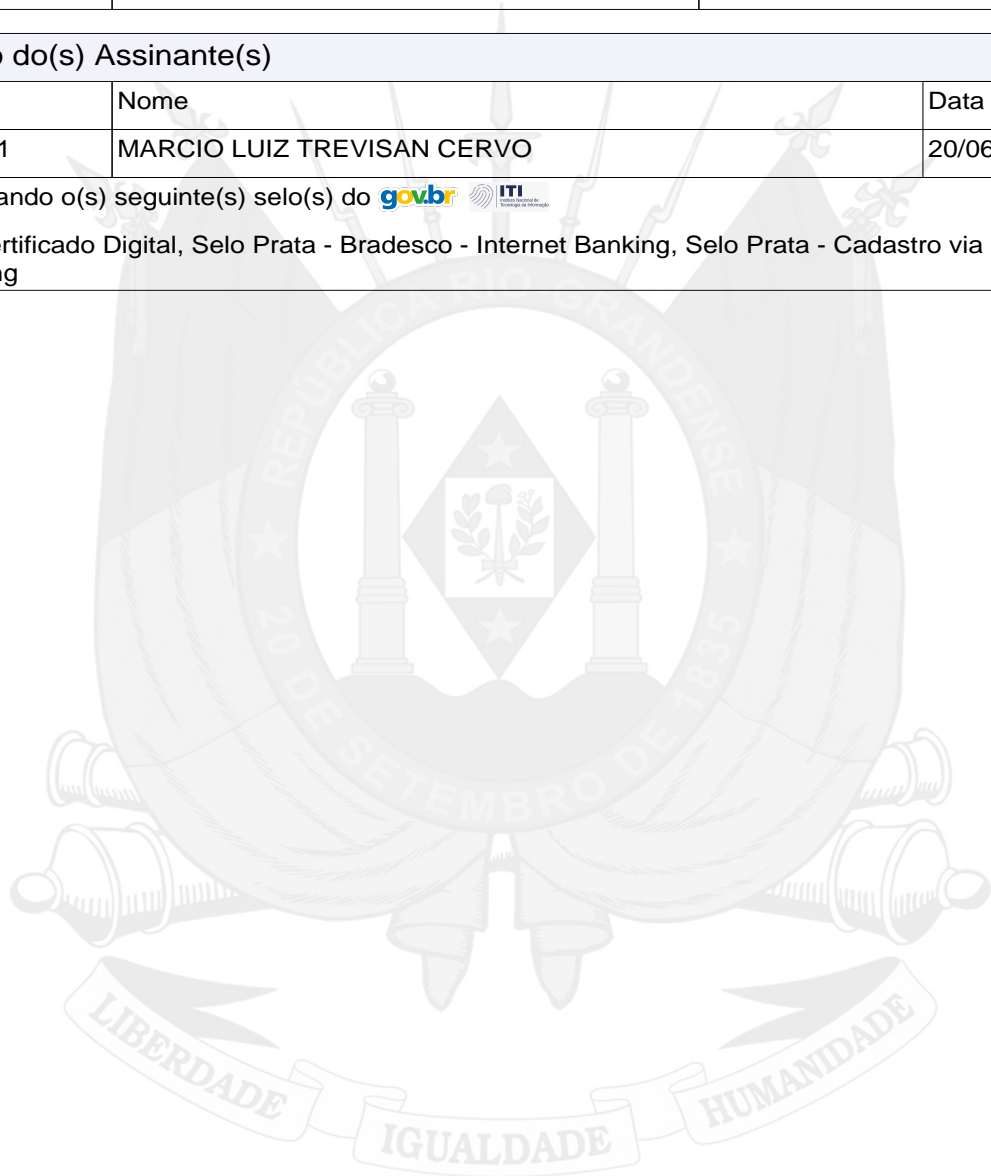 o do(s) Assinante(s)
Nome Data
1 MARCIO LUIZ TREVISAN CERVO 20/06
ando o(s) seguinte(s) selo(s) do gov.br ITI
ertificado Digital, Selo Prata - Bradesco - Internet Banking, Selo Prata - Cadastro via
ng
REPÚBLICA RIO-GRANDENSE
20 DE SETEMBRO DE 1835
LIBERDADE IGUALDADE HUMANIDADE